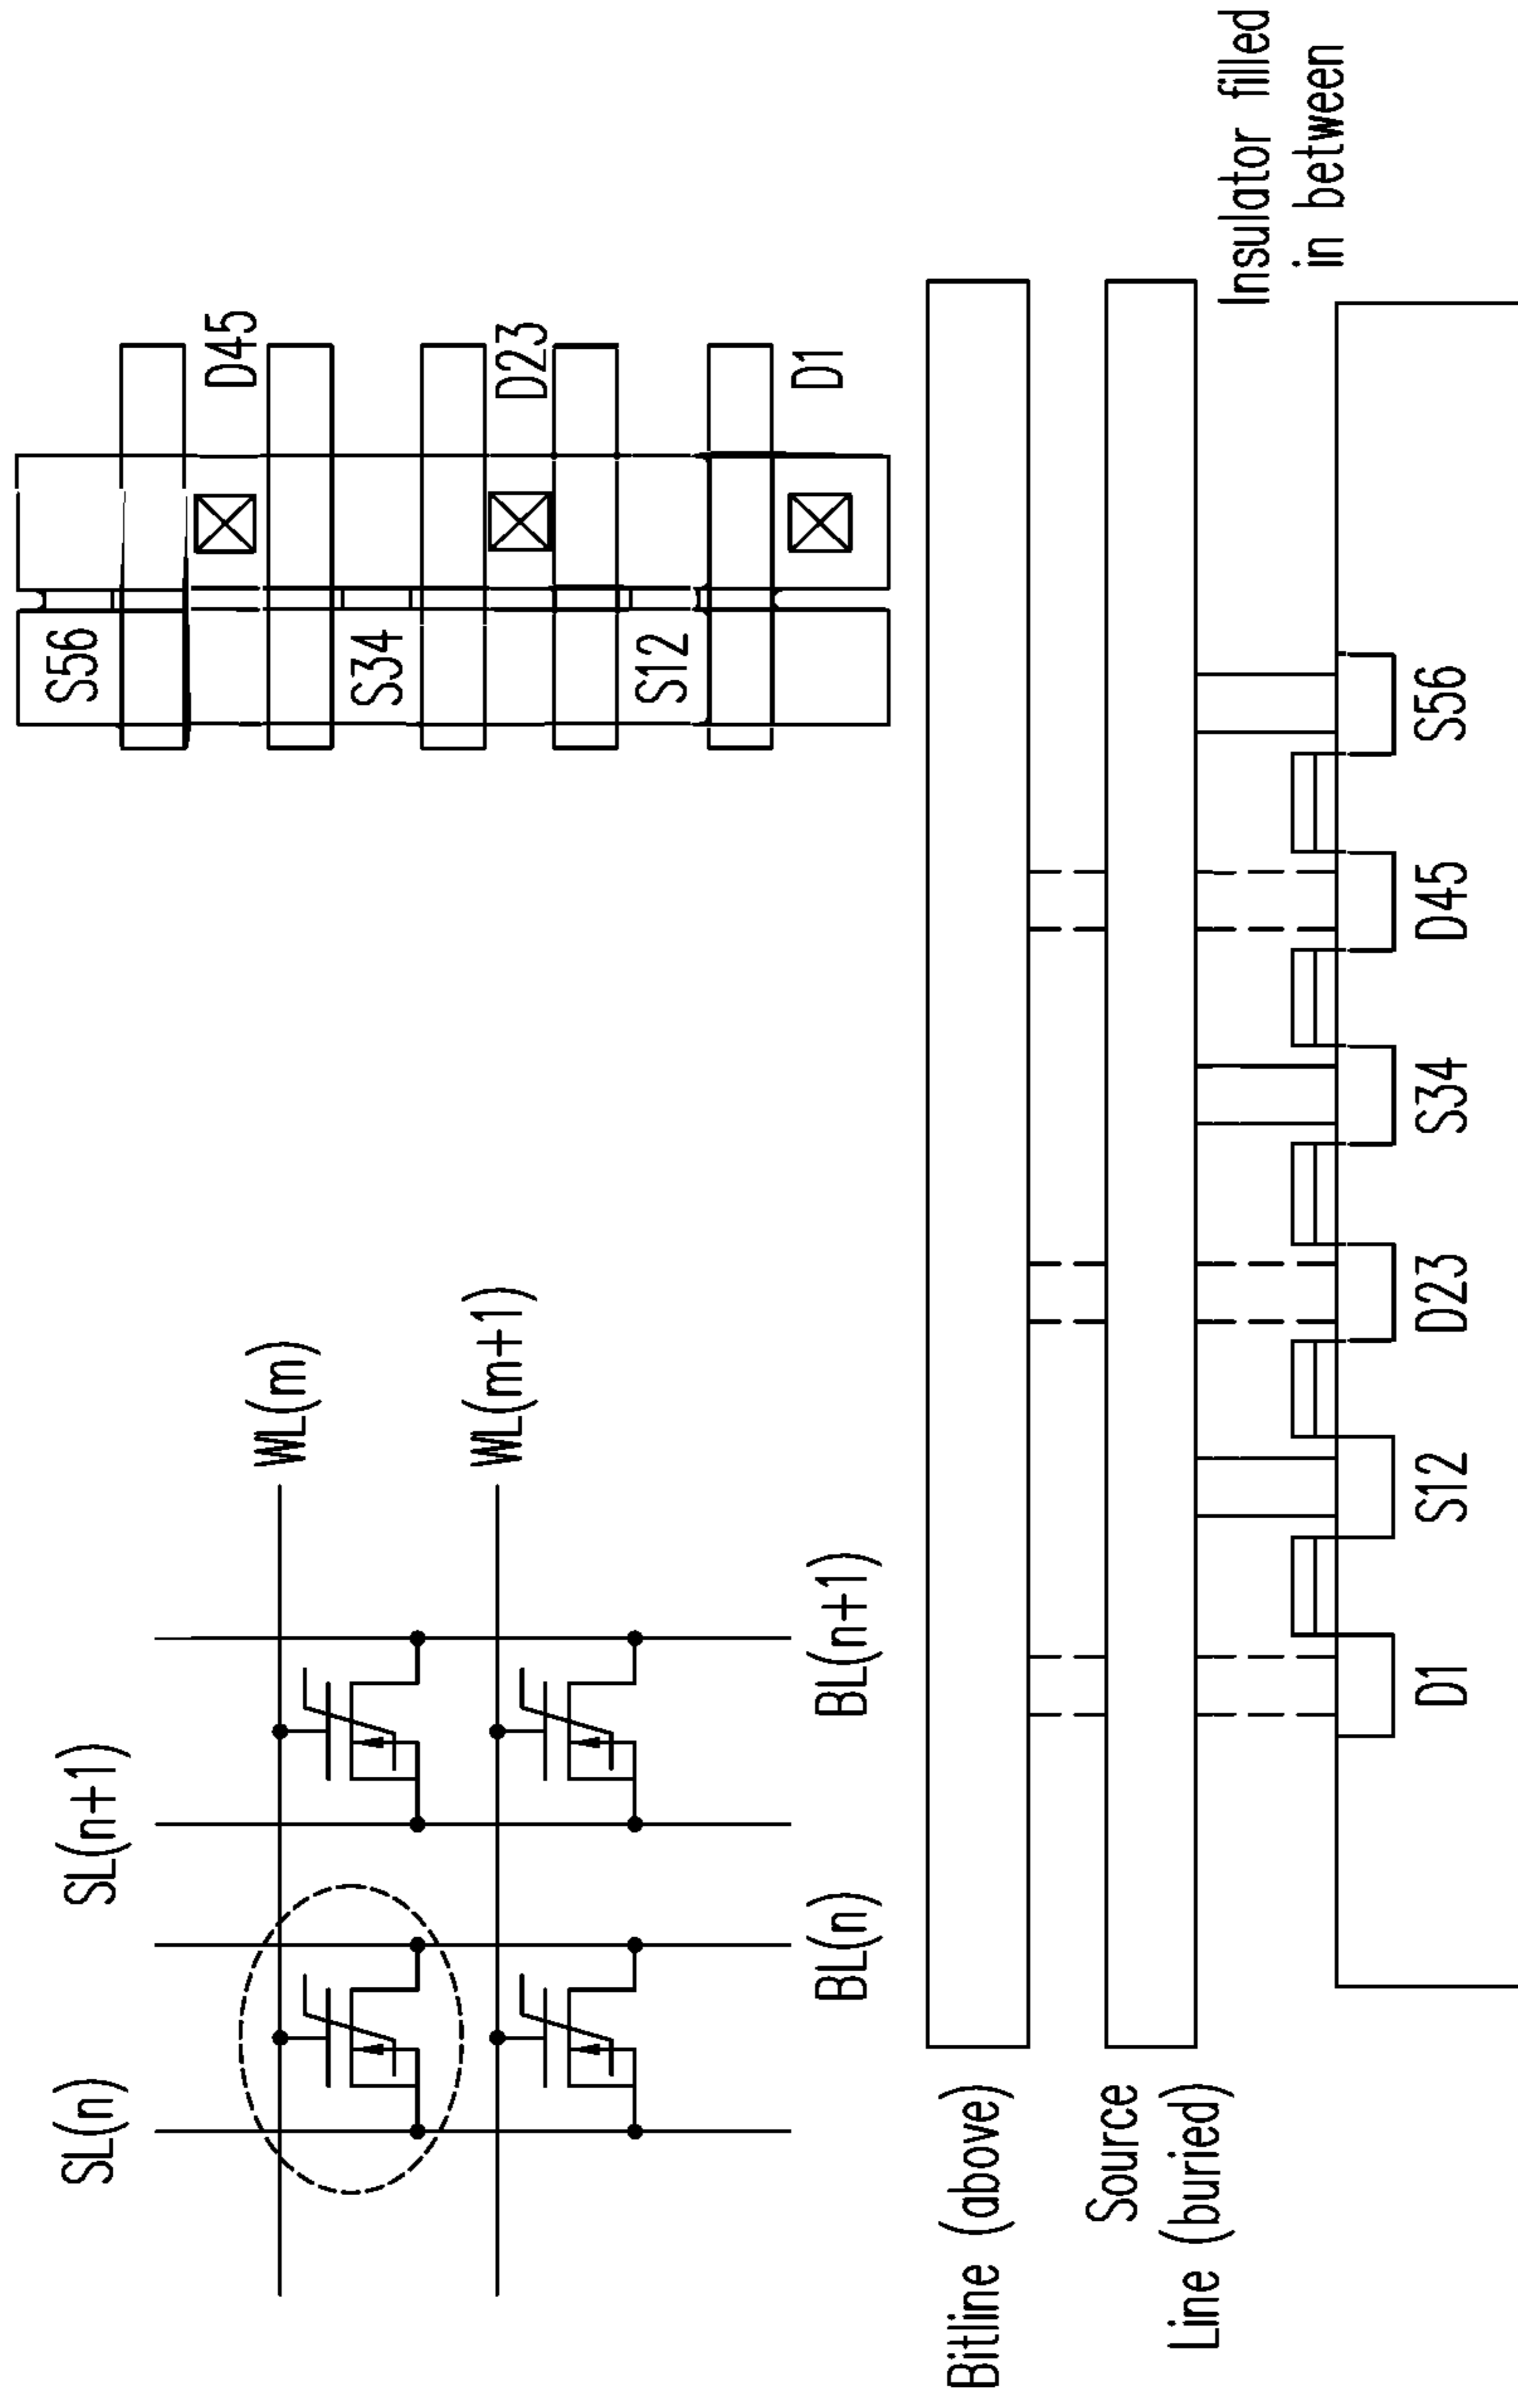 SL(n)
SL(n+1)
WL(m)
WL(m+1)
BL(n)
BL(n+1)
S56
D45
S34
D23
S12
D1
Bitline (above)
Source
Line (buried)
Insulator filled
in between
D1
S12
D23
S34
D45
S56